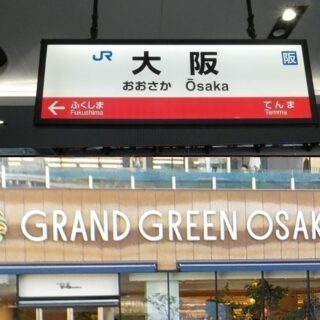 JR 大阪 阪
おおさか Ōsaka
← ふくしま てんま
Fukushima Temma
GRAND GREEN OSAK